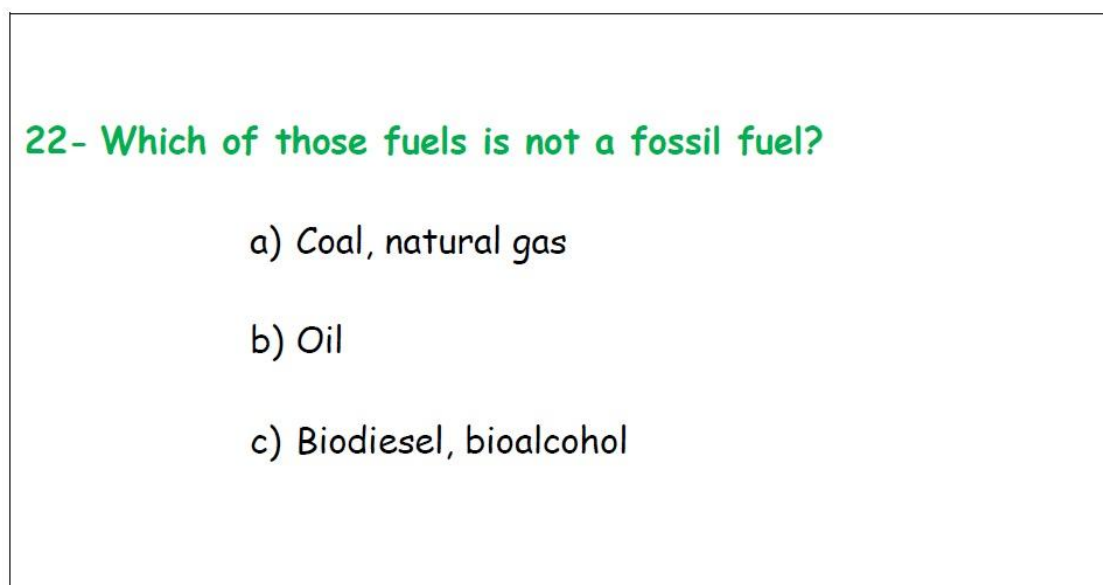 22- Which of those fuels is not a fossil fuel?
a) Coal, natural gas
b) Oil
c) Biodiesel, bioalcohol